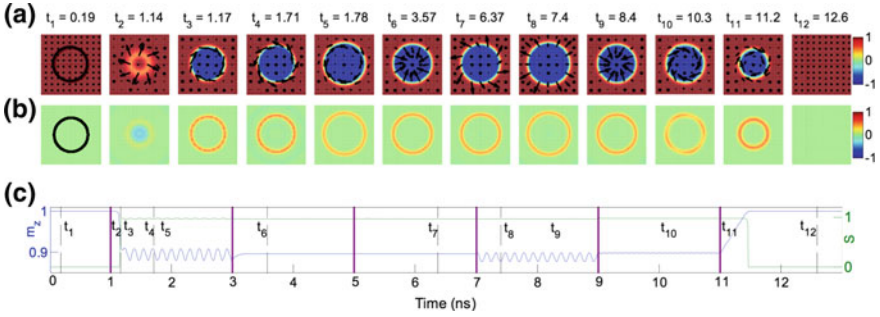 (a) t1 = 0.19 t2 = 1.14 t3 = 1.17 t4 = 1.71 t5 = 1.78 t6 = 3.57 t7 = 6.37 t8 = 7.4 t9 = 8.4 t10 = 10.3 t11 = 11.2 t12 = 12.6
1
0
-1
(b)
1
0
-1
(c)
1 t1 t2 t3 t4 t5 t6 t7 t8 t9 t10 t11 t12 1
mz 0.9 S
0
0 1 2 3 4 5 6 7 8 9 10 11 12
Time (ns)